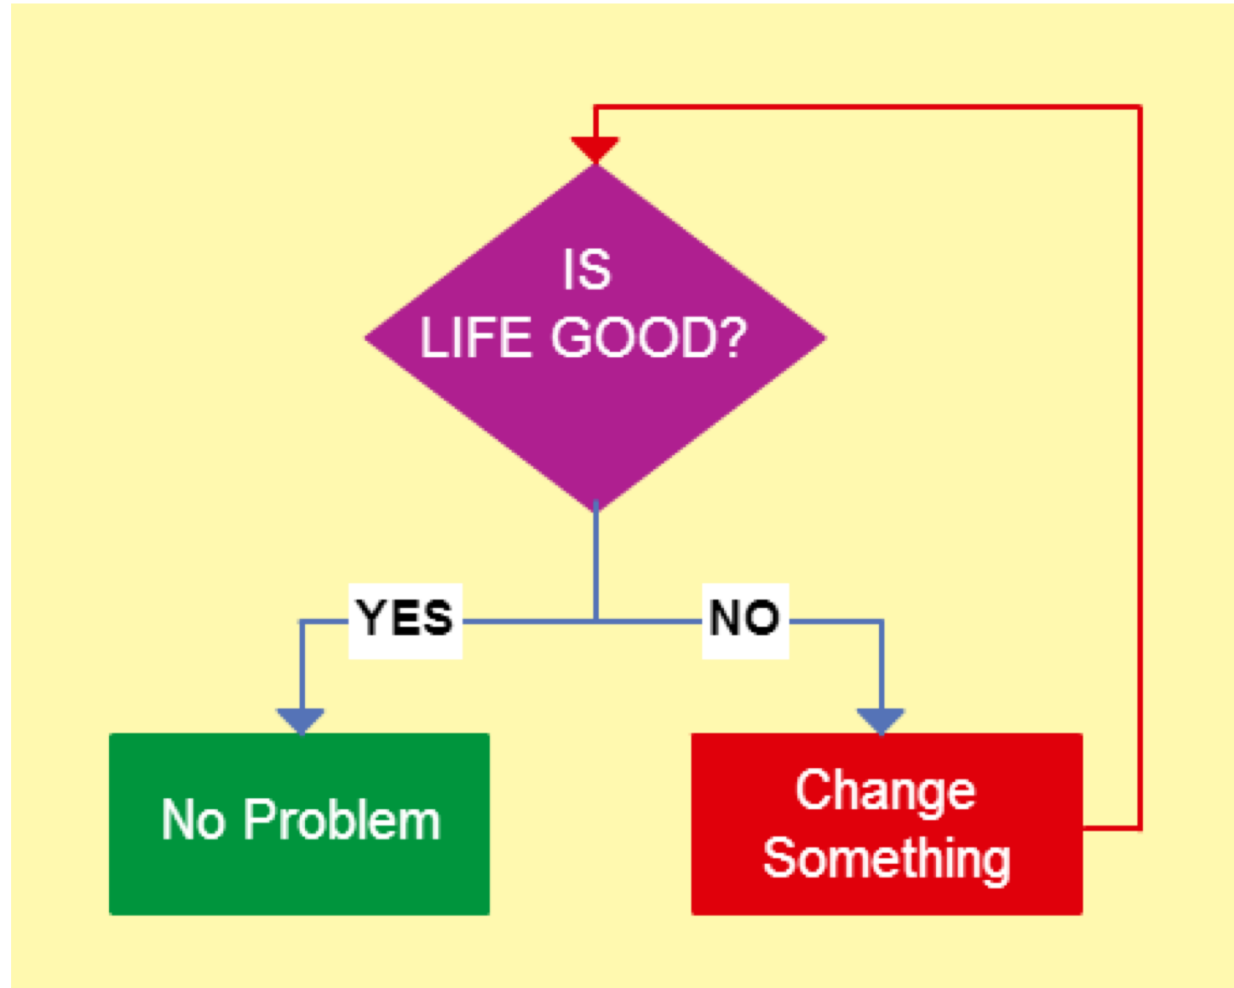 IS
LIFE GOOD?
YES
NO
No Problem
Change
Something